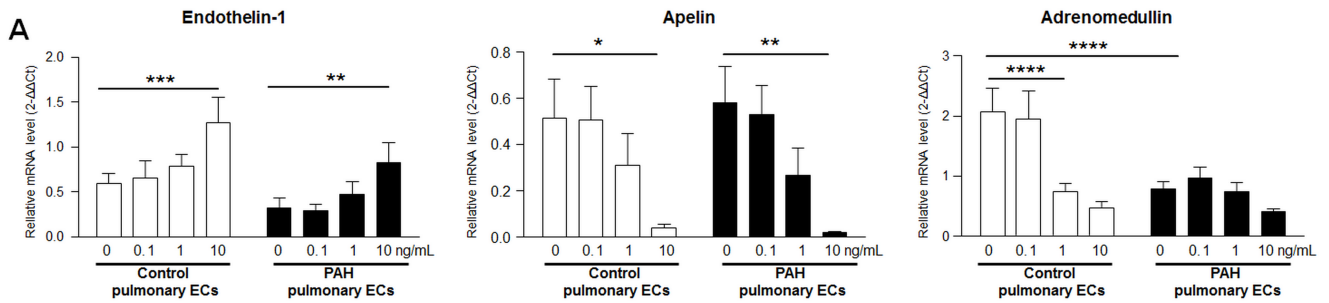 A
Endothelin-1
Rellative mRNA level (2-ΔΔCt)
2.0
1.5
1.0
0.5
0.0
***
**
0 0.1 1 10 0 0.1 1 10 ng/mL
Control
pulmonary ECs
PAH
pulmonary ECs
Apelin
Rellative mRNA level (2-ΔΔCt)
0.8
0.6
0.4
0.2
0.0
*
**
0 0.1 1 10 0 0.1 1 10 ng/mL
Control
pulmonary ECs
PAH
pulmonary ECs
Adrenomedullin
Rellative mRNA level (2-ΔΔCt)
3
2
1
0
****
****
0 0.1 1 10 0 0.1 1 10 ng/mL
Control
pulmonary ECs
PAH
pulmonary ECs